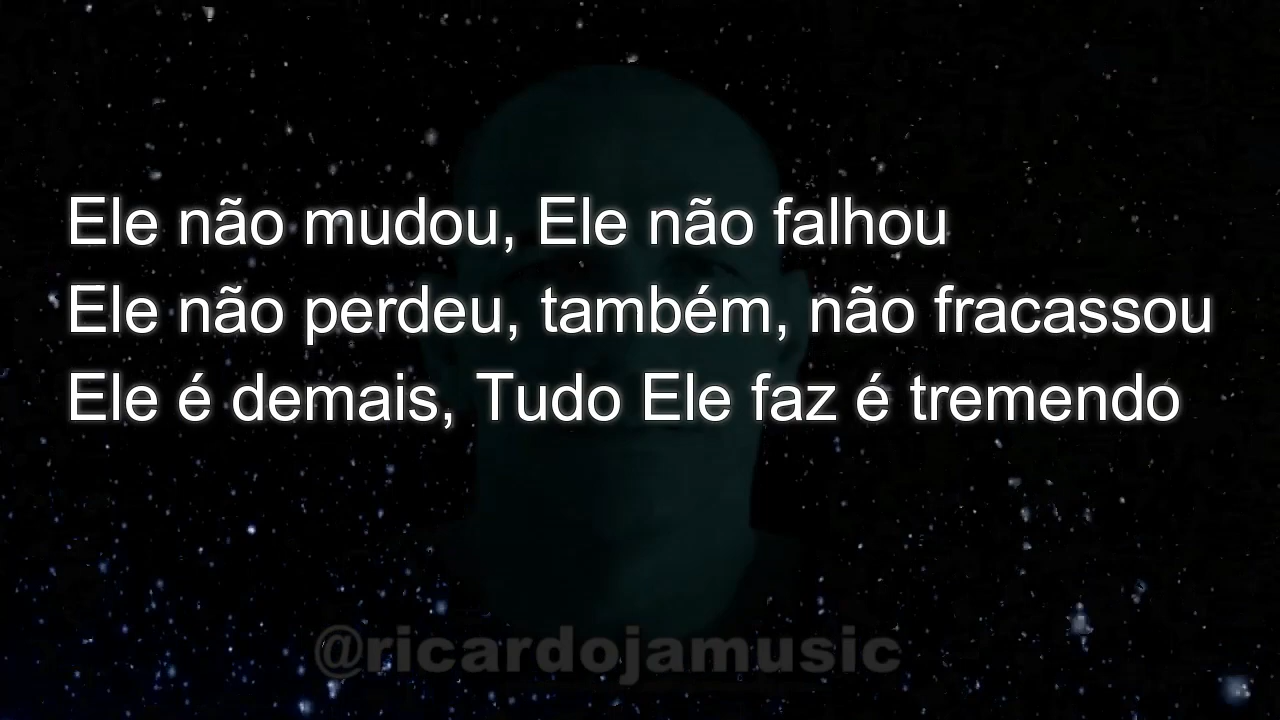 Ele não mudou, Ele não falhou
Ele não perdeu, também, não fracassou
Ele é demais, Tudo Ele faz é tremendo
@ricardojamusic